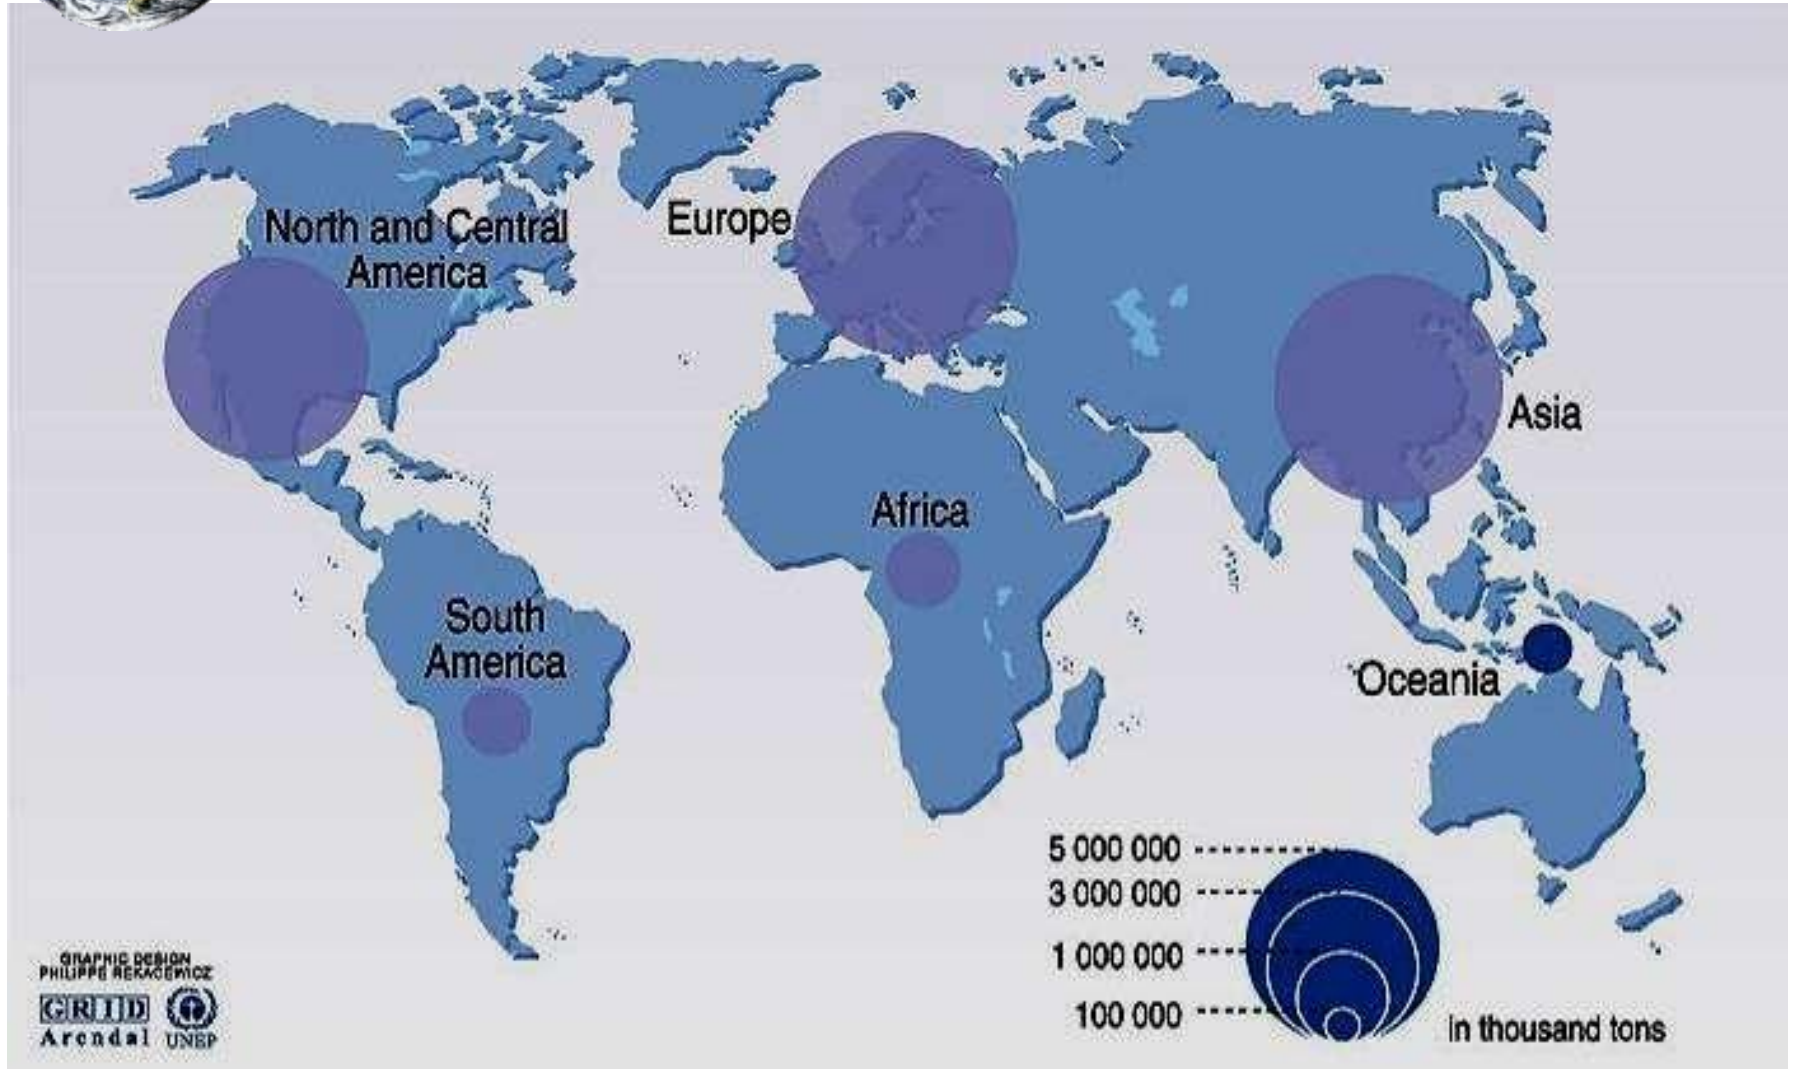 North and Central
America
Europe
Asia
Africa
South
America
Oceania
5 000 000
3 000 000
1 000 000
100 000
in thousand tons
GRAPHIC DESIGN
PHILIPPE REKACEWICZ
GRID
Arendal
UNEP